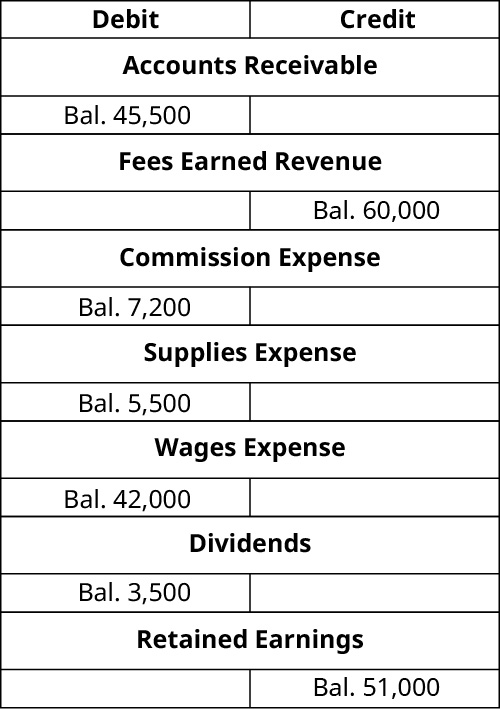 Debit Credit
Accounts Receivable
Bal. 45,500
Fees Earned Revenue
Bal. 60,000
Commission Expense
Bal. 7,200
Supplies Expense
Bal. 5,500
Wages Expense
Bal. 42,000
Dividends
Bal. 3,500
Retained Earnings
Bal. 51,000